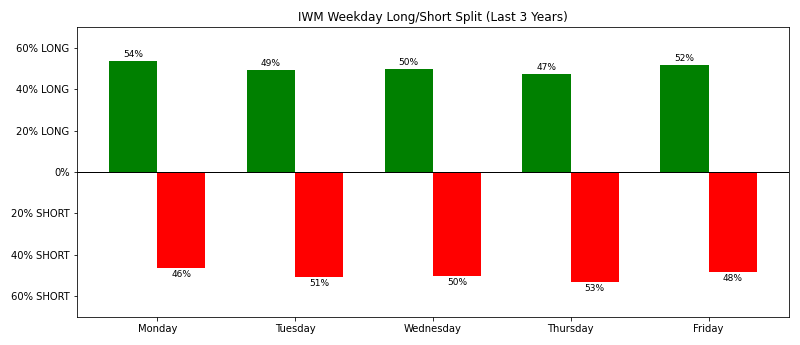 IWM Weekday Long/Short Split (Last 3 Years)
60% LONG
40% LONG
20% LONG
0%
20% SHORT
40% SHORT
60% SHORT
54%
49%
50%
47%
52%
46%
51%
50%
53%
48%
Monday
Tuesday
Wednesday
Thursday
Friday